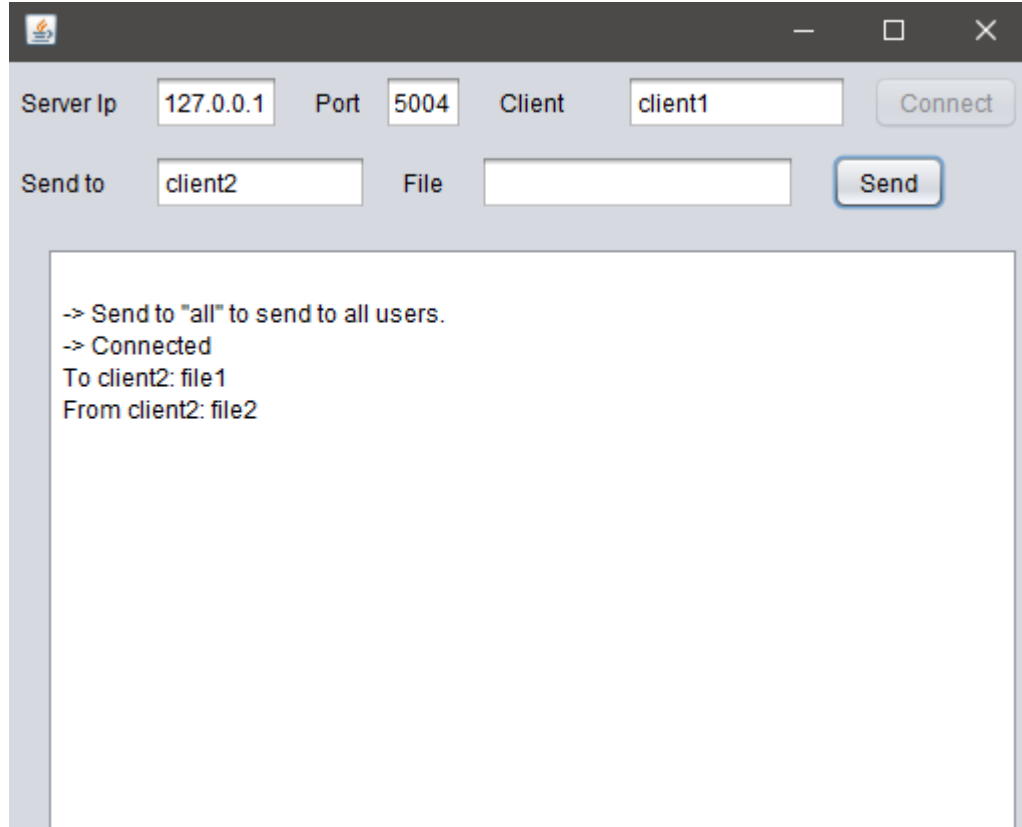 Server Ip 127.0.0.1 Port 5004 Client client1 Connect
Send to client2 File Send
-> Send to "all" to send to all users.
-> Connected
To client2: file1
From client2: file2